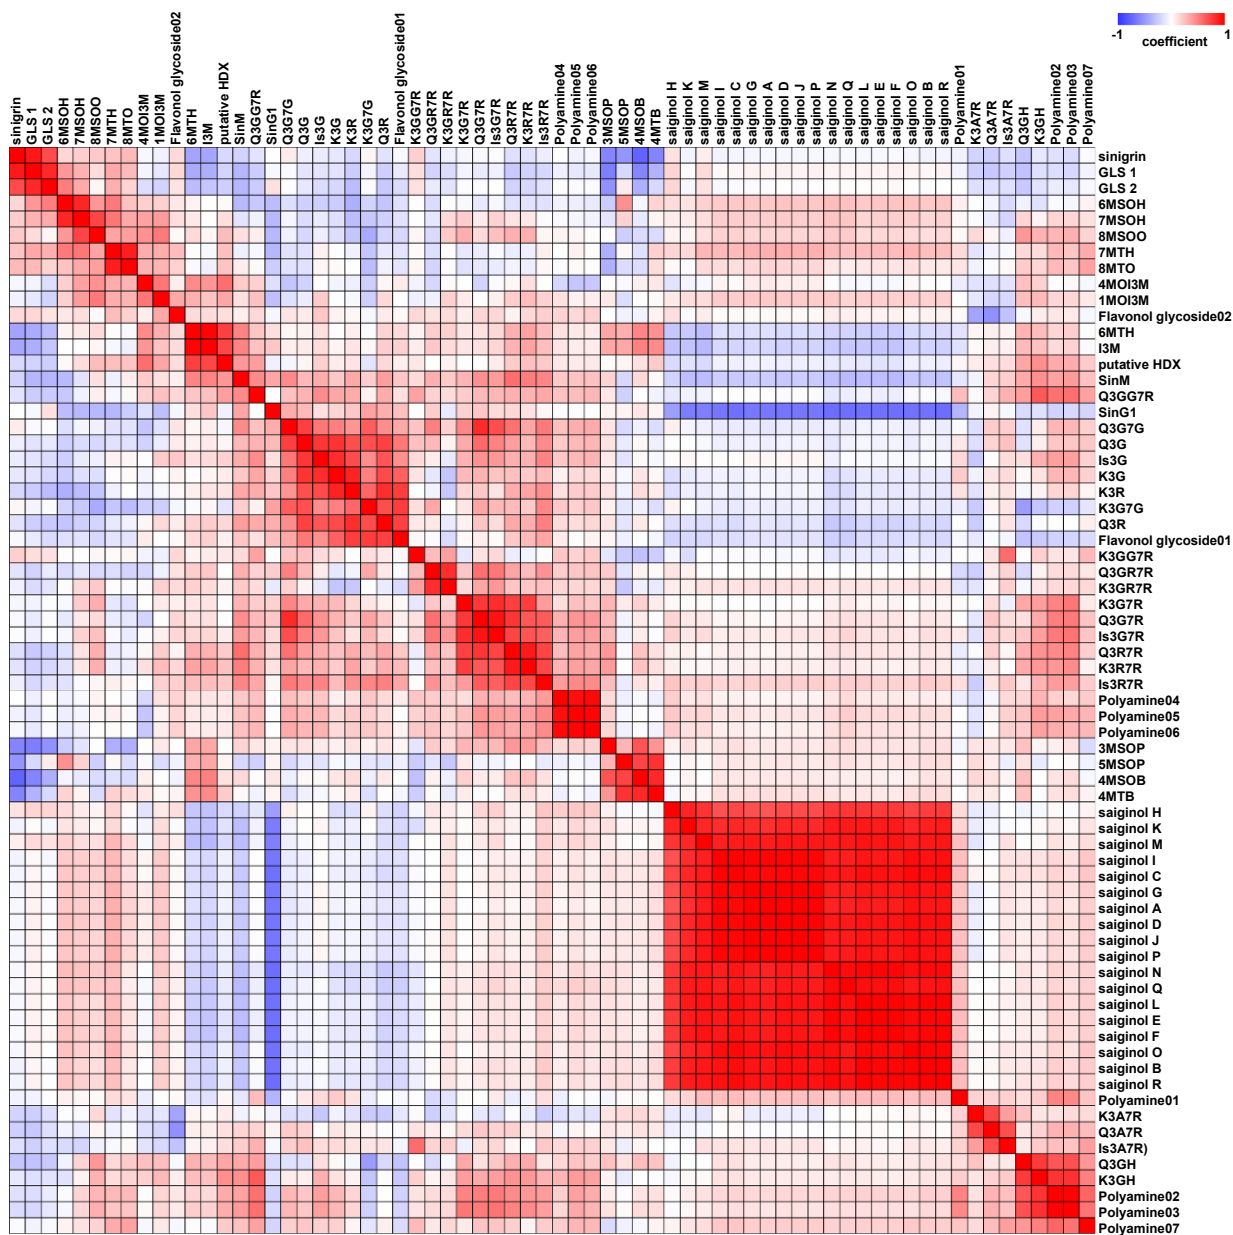 -1 1
coefficient
sinigrin
GLS 1
GLS 2
6MSOH
7MSOH
8MSOO
7MTH
8MTO
4MOI3M
1MOI3M
Flavonol glycoside02
6MTH
I3M
putative HDX
SinM
Q3GG7R
SinG1
Q3G7G
Q3G
Is3G
K3G
K3R
K3G7G
Q3R
Flavonol glycoside01
K3GG7R
Q3GR7R
K3GR7R
K3G7R
Q3G7R
Is3G7R
Q3R7R
K3R7R
Is3R7R
Polyamine04
Polyamine05
Polyamine06
3MSOP
5MSOP
4MSOB
4MTB
saiginol H
saiginol K
saiginol M
saiginol I
saiginol C
saiginol G
saiginol A
saiginol D
saiginol J
saiginol P
saiginol N
saiginol Q
saiginol L
saiginol E
saiginol F
saiginol O
saiginol B
saiginol R
Polyamine01
K3A7R
Q3A7R
Is3A7R
Q3GH
K3GH
Polyamine02
Polyamine03
Polyamine07
sinigrin
GLS 1
GLS 2
6MSOH
7MSOH
8MSOO
7MTH
8MTO
4MOI3M
1MOI3M
Flavonol glycoside02
6MTH
I3M
putative HDX
SinM
Q3GG7R
SinG1
Q3G7G
Q3G
Is3G
K3G
K3R
K3G7G
Q3R
Flavonol glycoside01
K3GG7R
Q3GR7R
K3GR7R
K3G7R
Q3G7R
Is3G7R
Q3R7R
K3R7R
Is3R7R
Polyamine04
Polyamine05
Polyamine06
3MSOP
5MSOP
4MSOB
4MTB
saiginol H
saiginol K
saiginol M
saiginol I
saiginol C
saiginol G
saiginol A
saiginol D
saiginol J
saiginol P
saiginol N
saiginol Q
saiginol L
saiginol E
saiginol F
saiginol O
saiginol B
saiginol R
Polyamine01
K3A7R
Q3A7R
Is3A7R)
Q3GH
K3GH
Polyamine02
Polyamine03
Polyamine07